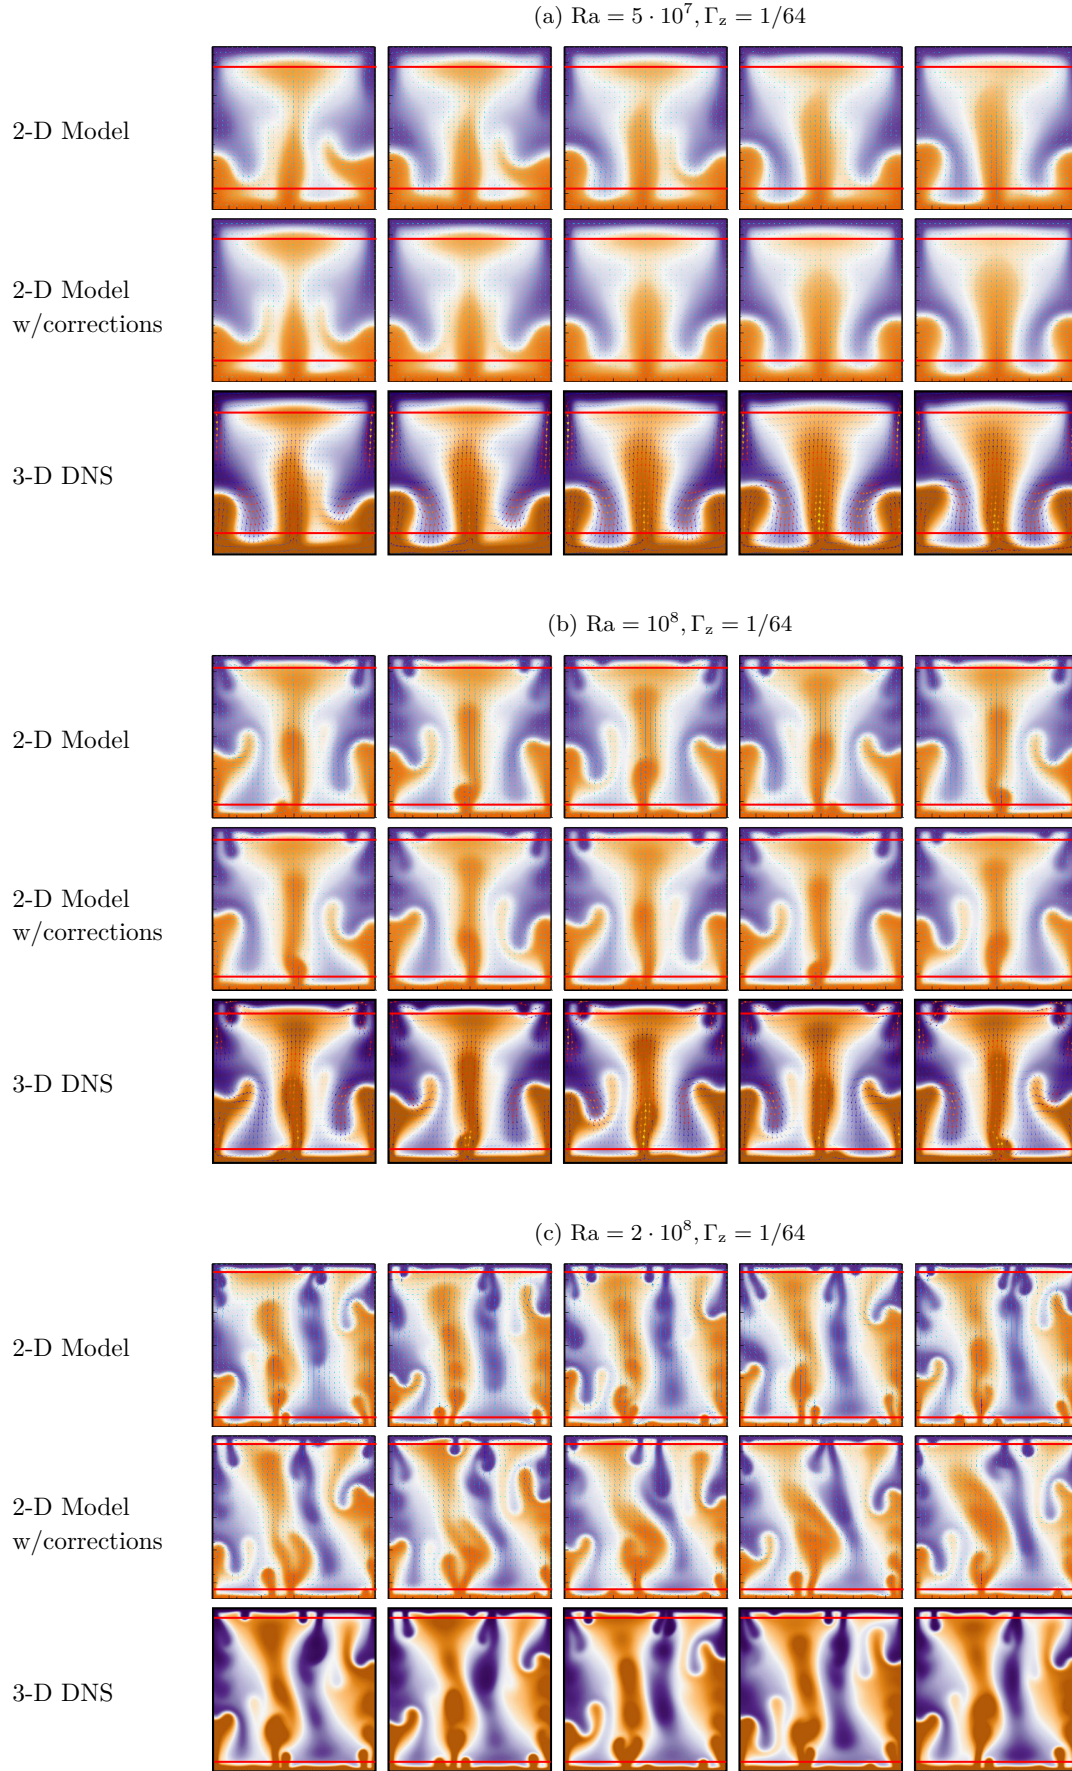 (a) Ra = 5 · 10⁷, Γ_z = 1/64
2-D Model
2-D Model
w/corrections
3-D DNS
(b) Ra = 10⁸, Γ_z = 1/64
2-D Model
2-D Model
w/corrections
3-D DNS
(c) Ra = 2 · 10⁸, Γ_z = 1/64
2-D Model
2-D Model
w/corrections
3-D DNS